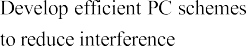 Develop efficient PC schemes
to reduce interference